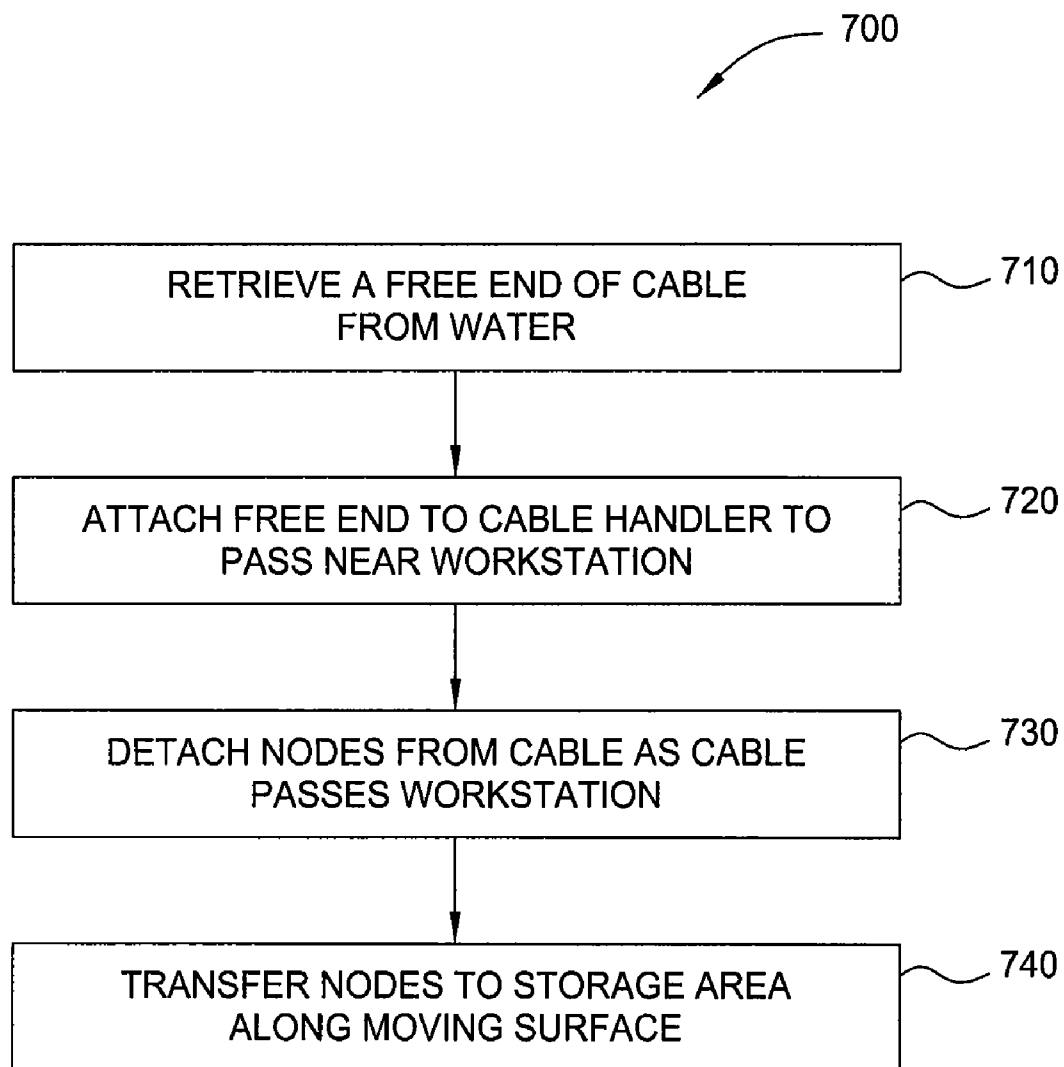 700
RETRIEVE A FREE END OF CABLE
FROM WATER
710
ATTACH FREE END TO CABLE HANDLER TO
PASS NEAR WORKSTATION
720
DETACH NODES FROM CABLE AS CABLE
PASSES WORKSTATION
730
TRANSFER NODES TO STORAGE AREA
ALONG MOVING SURFACE
740